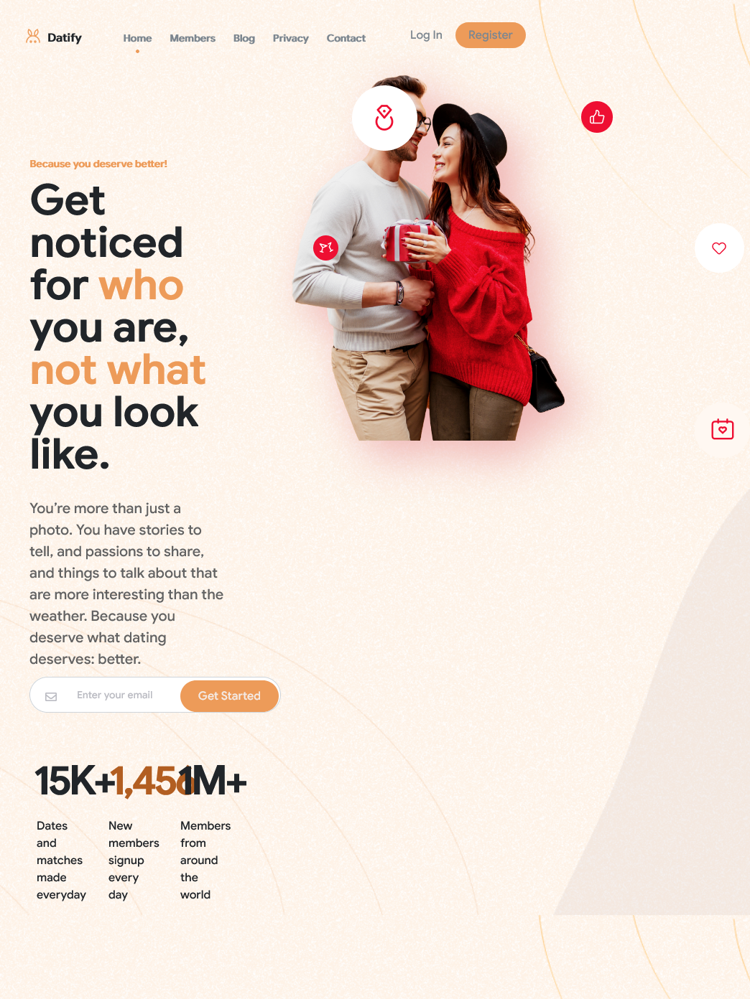 Datify
Home Members Blog Privacy Contact
Log In Register
Because you deserve better!
Get
noticed
for who
you are,
not what
you look
like.
You’re more than just a
photo. You have stories to
tell, and passions to share,
and things to talk about that
are more interesting than the
weather. Because you
deserve what dating
deserves: better.
Enter your email Get Started
15K+ 1,456 1M+
Dates
and
matches
made
everyday
New
members
signup
every
day
Members
from
around
the
world